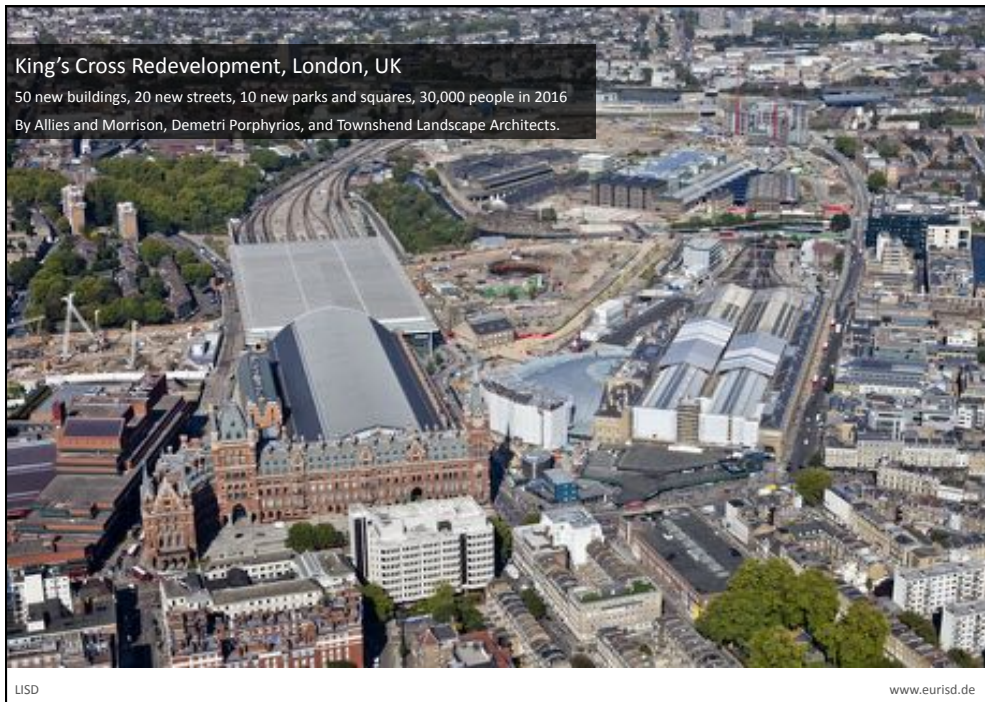 King's Cross Redevelopment, London, UK
50 new buildings, 20 new streets, 10 new parks and squares, 30,000 people in 2016
By Allies and Morrison, Demetri Porphyrios, and Townshend Landscape Architects.
LISD www.eurisd.de